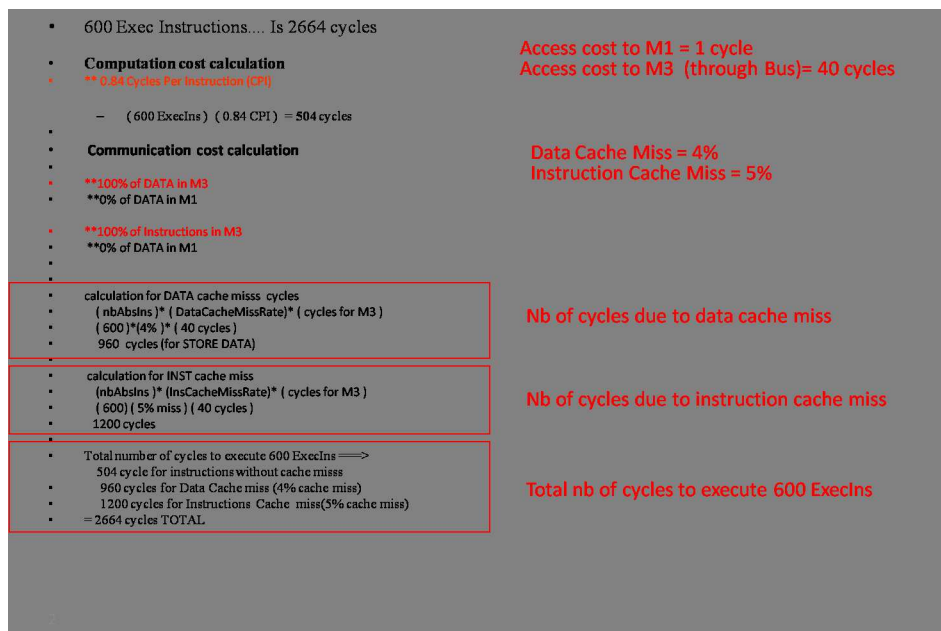 600 Exec Instructions.... Is 2664 cycles
Computation cost calculation
** 0.84 Cycles Per Instruction (CPI)
– ( 600 ExecIns ) ( 0.84 CPI ) = 504 cycles
Communication cost calculation
**100% of DATA in M3
**0% of DATA in M1
**100% of Instructions in M3
**0% of DATA in M1
calculation for DATA cache misss cycles
( nbAbsIns )* ( DataCacheMissRate)* ( cycles for M3 )
( 600 )*(4% )* ( 40 cycles )
960 cycles (for STORE DATA)
calculation for INST cache miss
(nbAbsIns )* (InsCacheMissRate)* ( cycles for M3 )
( 600) ( 5% miss ) ( 40 cycles )
1200 cycles
Total number of cycles to execute 600 ExecIns ===>
504 cycle for instructions without cache misss
960 cycles for Data Cache miss (4% cache miss)
1200 cycles for Instructions Cache miss(5% cache miss)
= 2664 cycles TOTAL
Access cost to M1 = 1 cycle
Access cost to M3 (through Bus)= 40 cycles
Data Cache Miss = 4%
Instruction Cache Miss = 5%
Nb of cycles due to data cache miss
Nb of cycles due to instruction cache miss
Total nb of cycles to execute 600 ExecIns
2